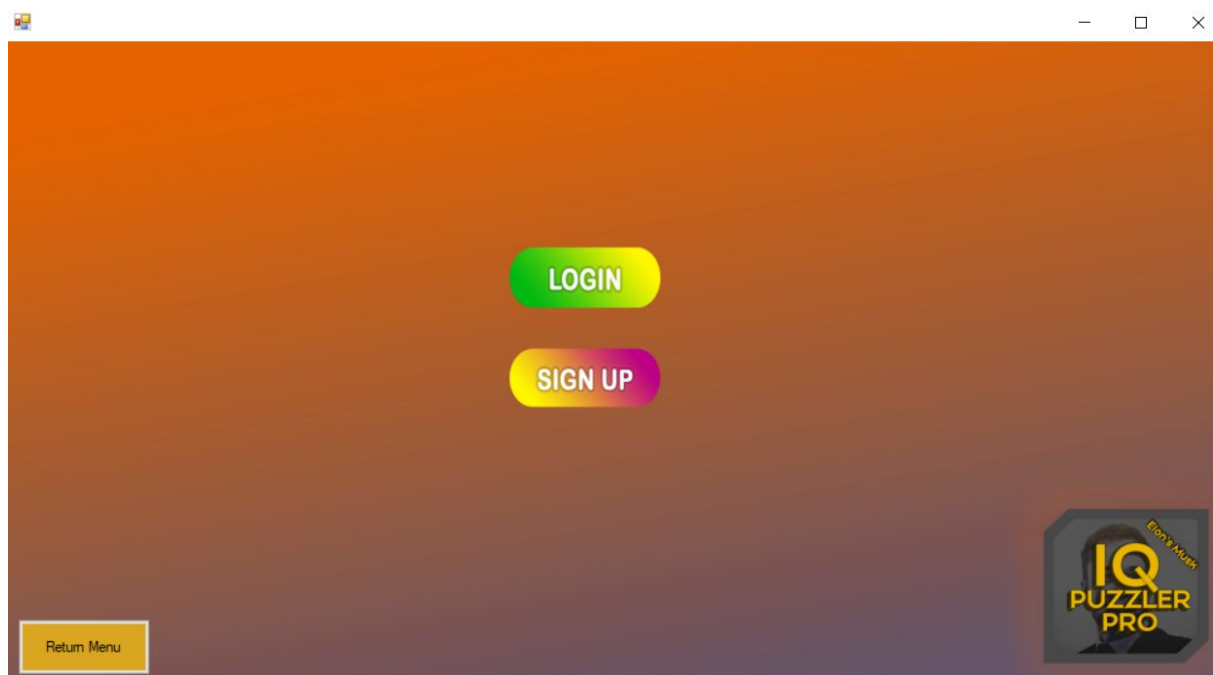 LOGIN
SIGN UP
Elon's Musk
IQ
PUZZLER
PRO
Return Menu